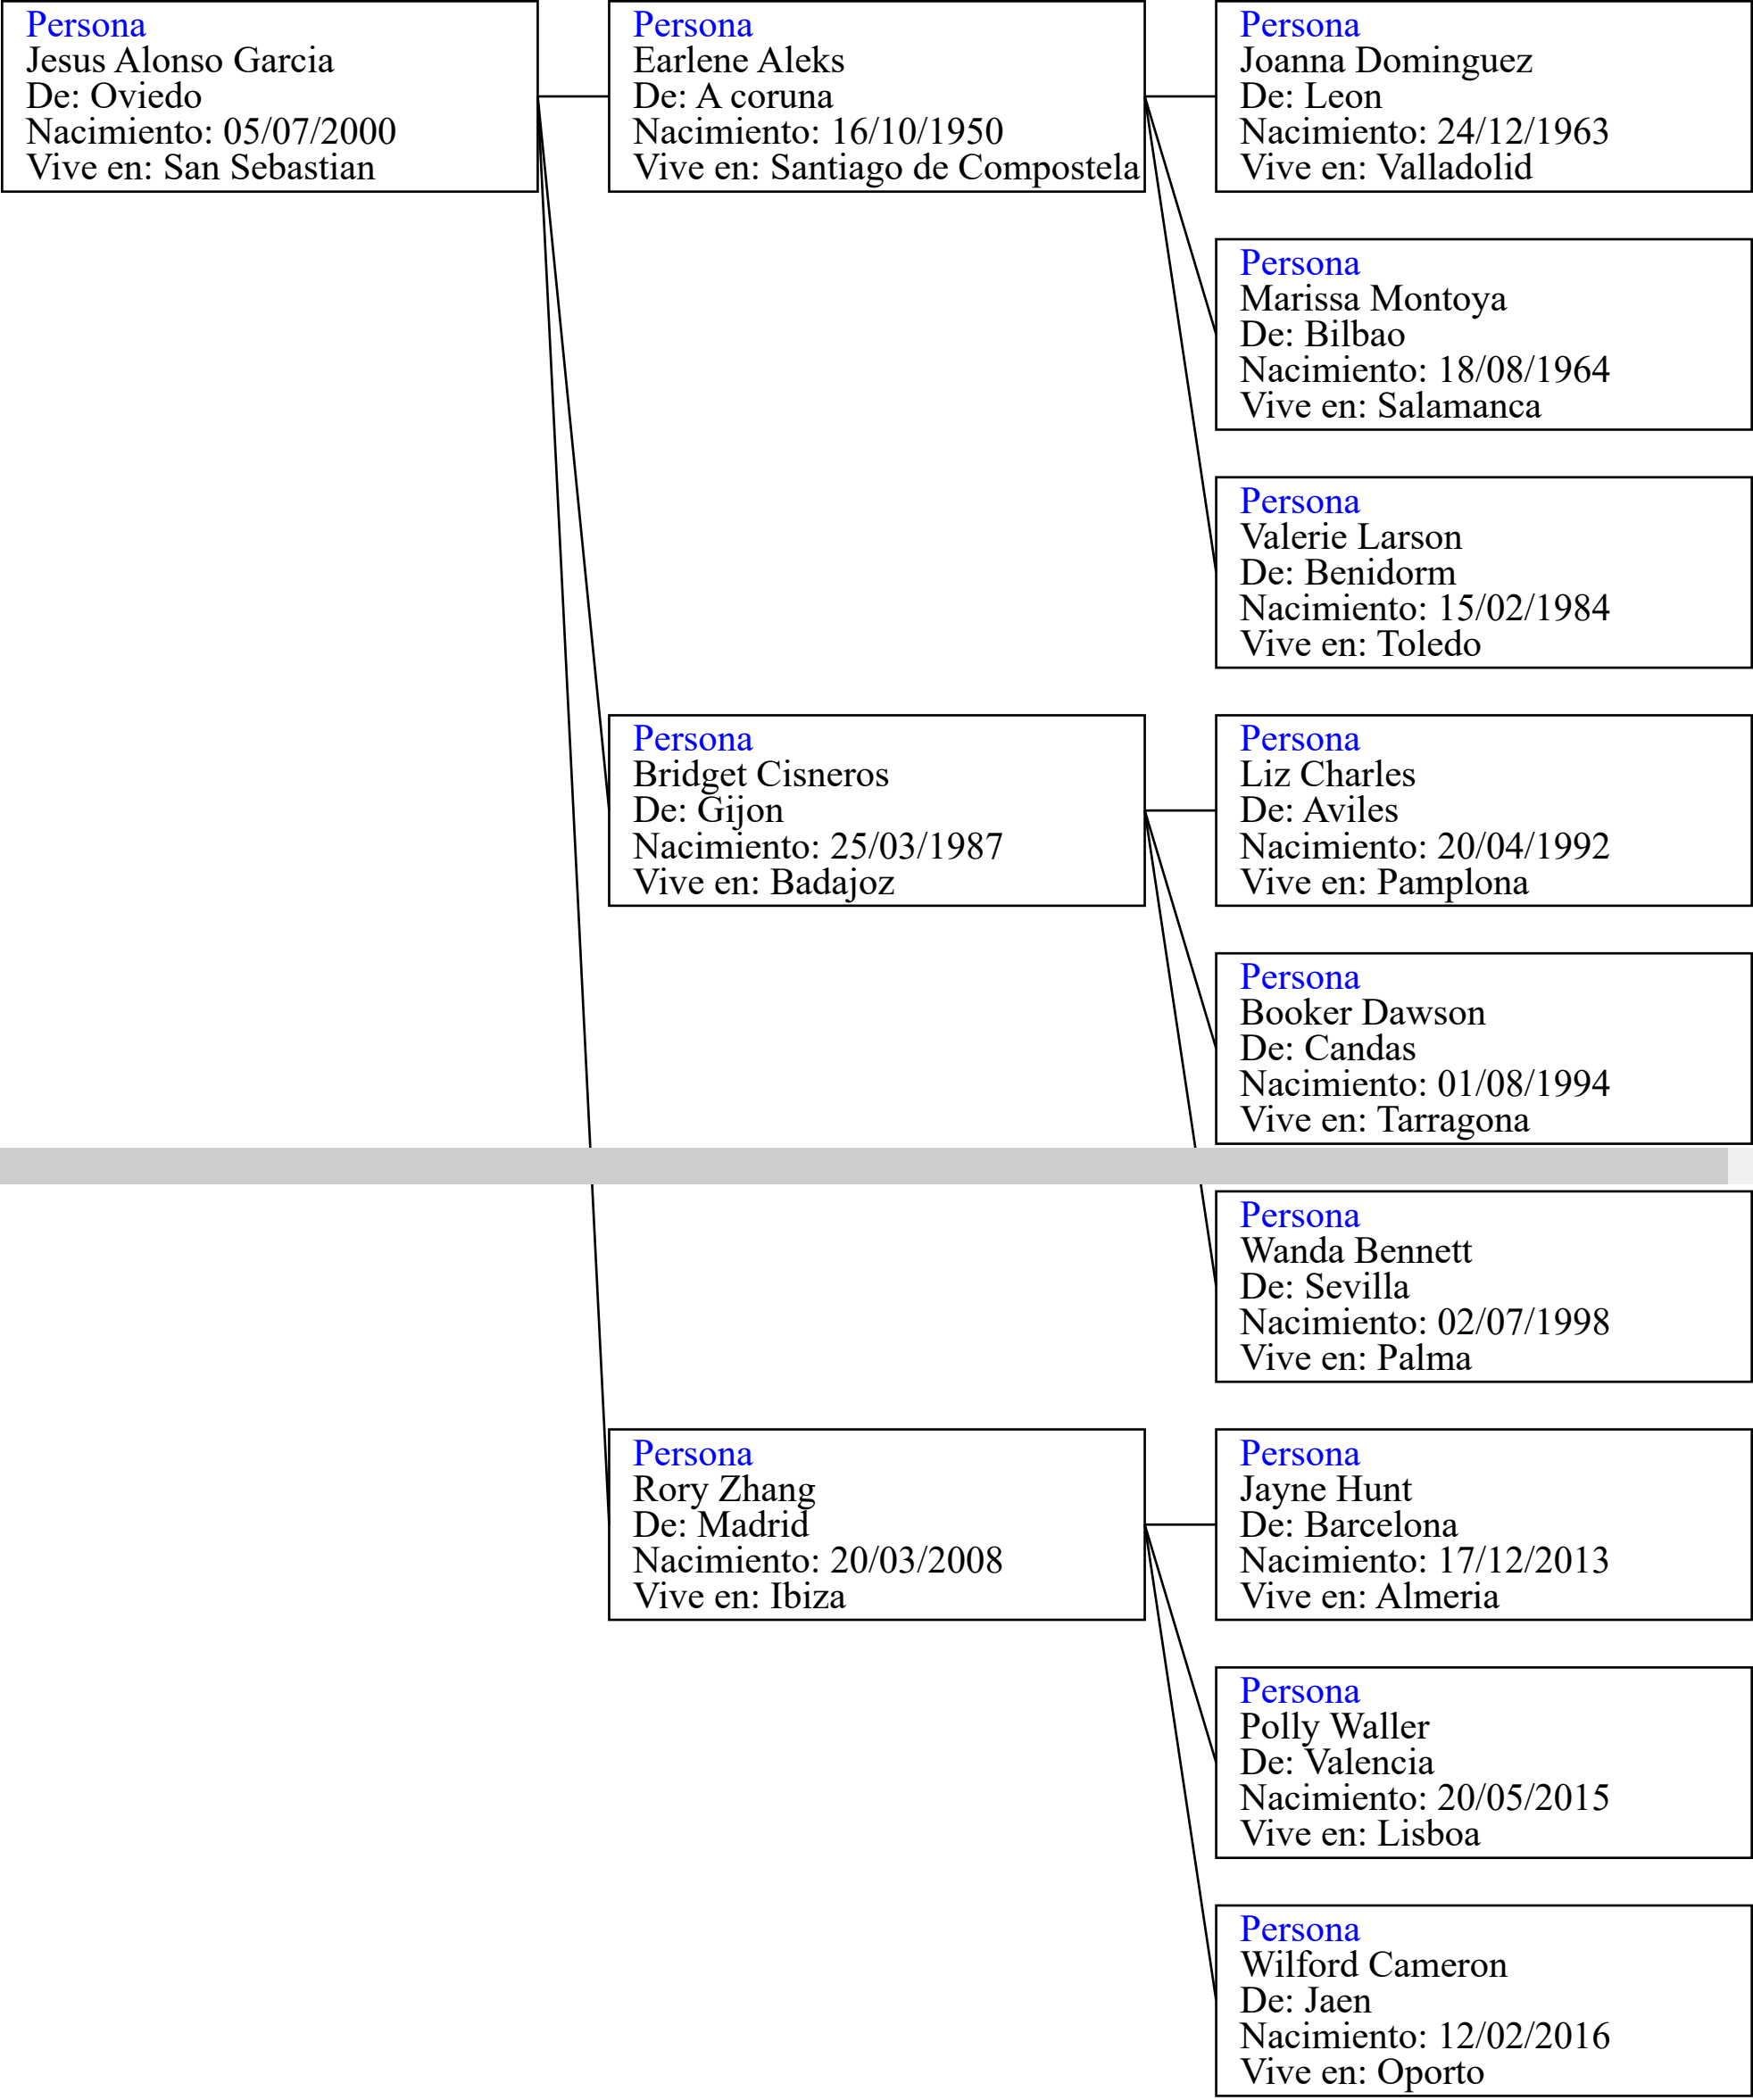 Persona
Jesus Alonso Garcia
De: Oviedo
Nacimiento: 05/07/2000
Vive en: San Sebastian
Persona
Earlene Aleks
De: A coruna
Nacimiento: 16/10/1950
Vive en: Santiago de Compostela
Persona
Joanna Dominguez
De: Leon
Nacimiento: 24/12/1963
Vive en: Valladolid
Persona
Marissa Montoya
De: Bilbao
Nacimiento: 18/08/1964
Vive en: Salamanca
Persona
Valerie Larson
De: Benidorm
Nacimiento: 15/02/1984
Vive en: Toledo
Persona
Bridget Cisneros
De: Gijon
Nacimiento: 25/03/1987
Vive en: Badajoz
Persona
Liz Charles
De: Aviles
Nacimiento: 20/04/1992
Vive en: Pamplona
Persona
Booker Dawson
De: Candas
Nacimiento: 01/08/1994
Vive en: Tarragona
Persona
Wanda Bennett
De: Sevilla
Nacimiento: 02/07/1998
Vive en: Palma
Persona
Rory Zhang
De: Madrid
Nacimiento: 20/03/2008
Vive en: Ibiza
Persona
Jayne Hunt
De: Barcelona
Nacimiento: 17/12/2013
Vive en: Almeria
Persona
Polly Waller
De: Valencia
Nacimiento: 20/05/2015
Vive en: Lisboa
Persona
Wilford Cameron
De: Jaen
Nacimiento: 12/02/2016
Vive en: Oporto